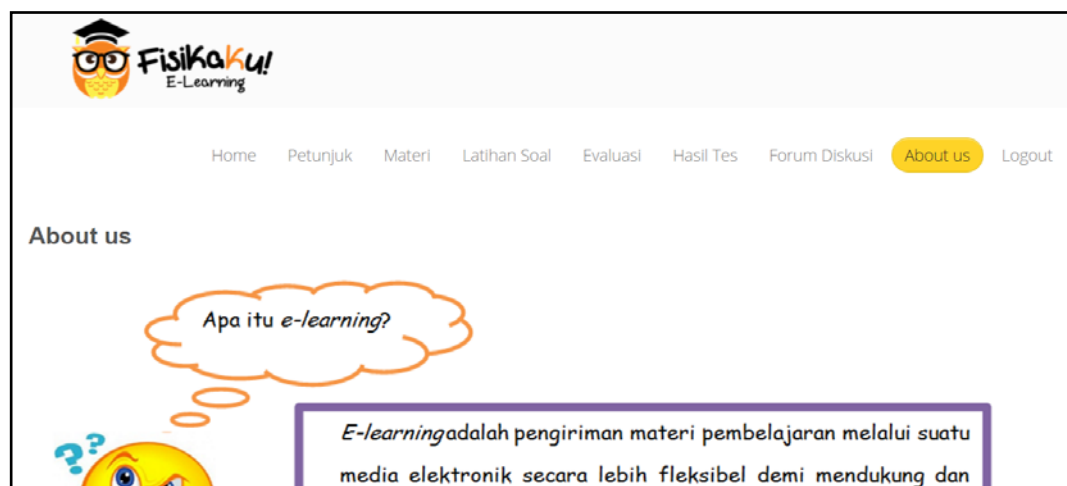 FisikaKu!
E-Learning
Home Petunjuk Materi Latihan Soal Evaluasi Hasil Tes Forum Diskusi About us Logout
About us
Apa itu e-learning?
??
E-learning adalah pengiriman materi pembelajaran melalui suatu
media elektronik secara lebih fleksibel demi mendukung dan